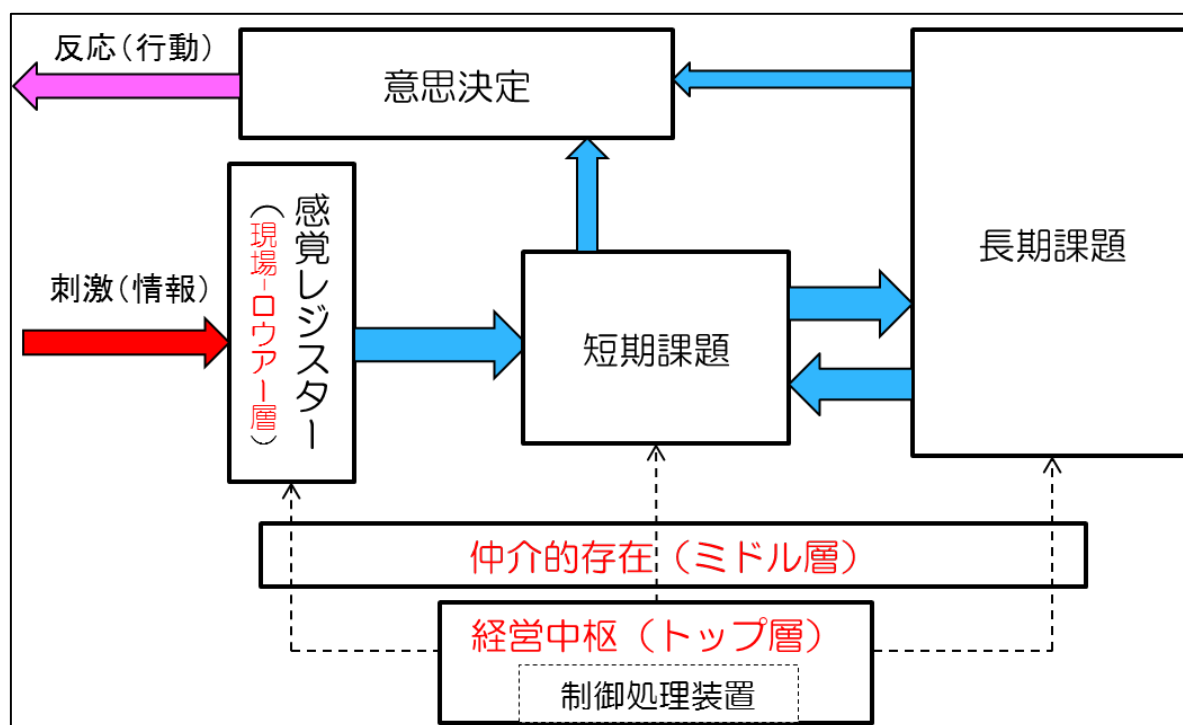 反応(行動)
意思決定
長期課題
刺激(情報)
感覚レジスター
(現場-ロウアー層)
短期課題
仲介的存在(ミドル層)
経営中枢(トップ層)
制御処理装置